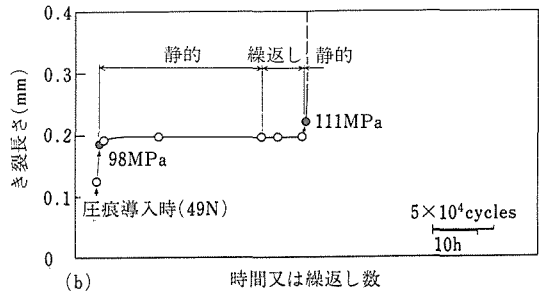 0.4
0.3
0.2
0.1
0
き裂長さ(mm)
静的
繰返し
静的
111MPa
98MPa
圧痕導入時(49N)
5×10⁴cycles
10h
(b)
時間又は繰返し数